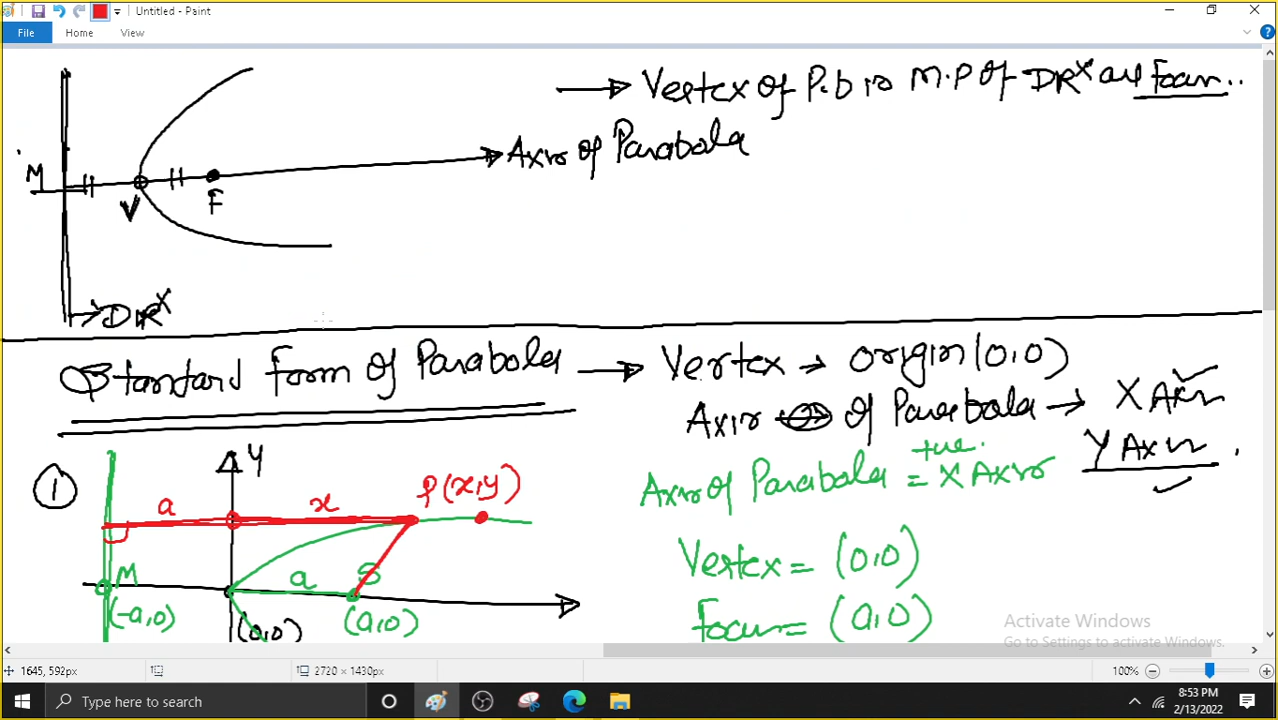 Untitled - Paint
File Home View
Vertex of P.b is M.P of DRˣ and Focus..
Axis of Parabola
M
V
F
DRˣ
Standard Form of Parabola → Vertex → origin (0,0)
Axis of Parabola → X Axis
Y Axis.
Axis of Parabola = +ve. X Axis
Vertex = (0,0)
Focus = (a,0)
1
Y
a
x
P(x,y)
M
a
S
(-a,0)
(0,0)
(a,0)
Activate Windows
Go to Settings to activate Windows.
1645, 592px
2720 × 1430px
100%
Type here to search
8:53 PM
2/13/2022